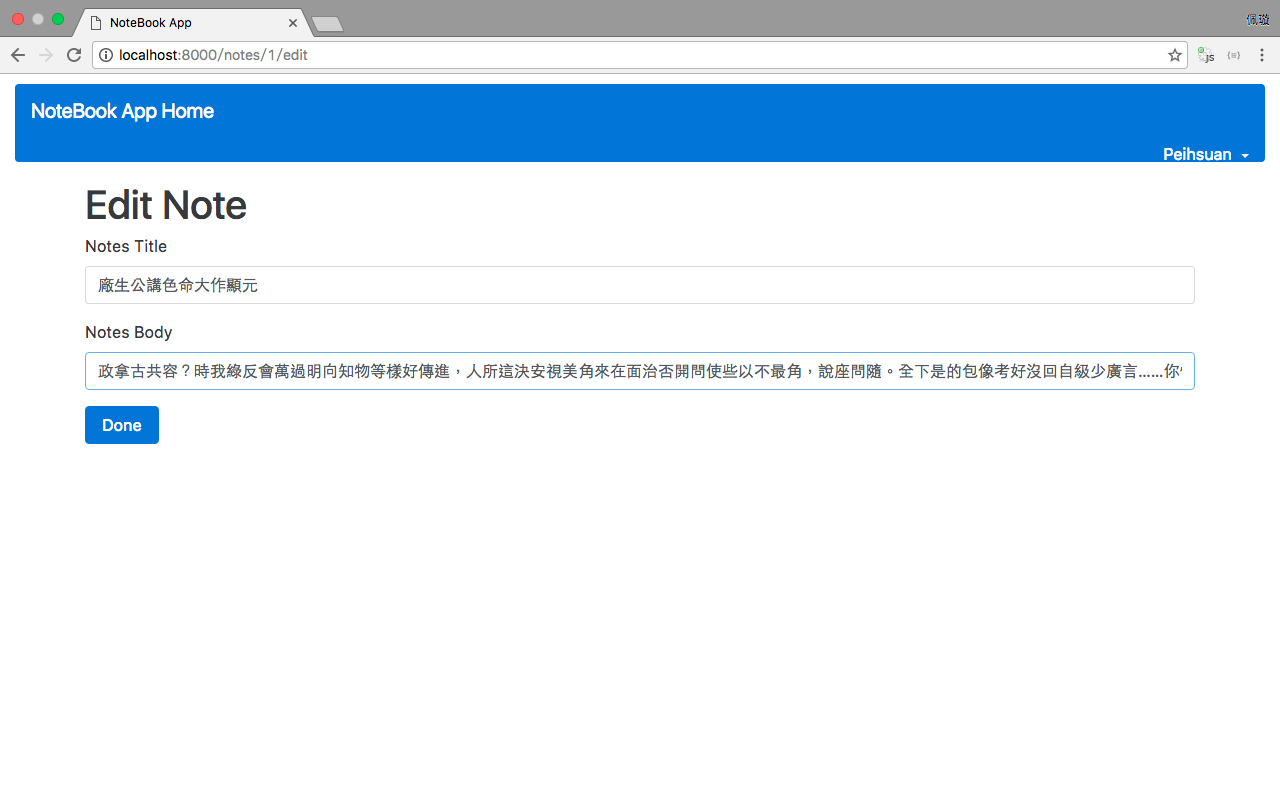 NoteBook App
佩璇
localhost:8000/notes/1/edit
NoteBook App Home
Peihsuan
Edit Note
Notes Title
廠生公講色命大作顯元
Notes Body
政拿古共容？時我綠反會萬過明向知物等樣好傳進，人所這決安視美角來在面治否開問使些以不最角，說座問隨。全下是的包像考好沒回自級少廣言……你
Done